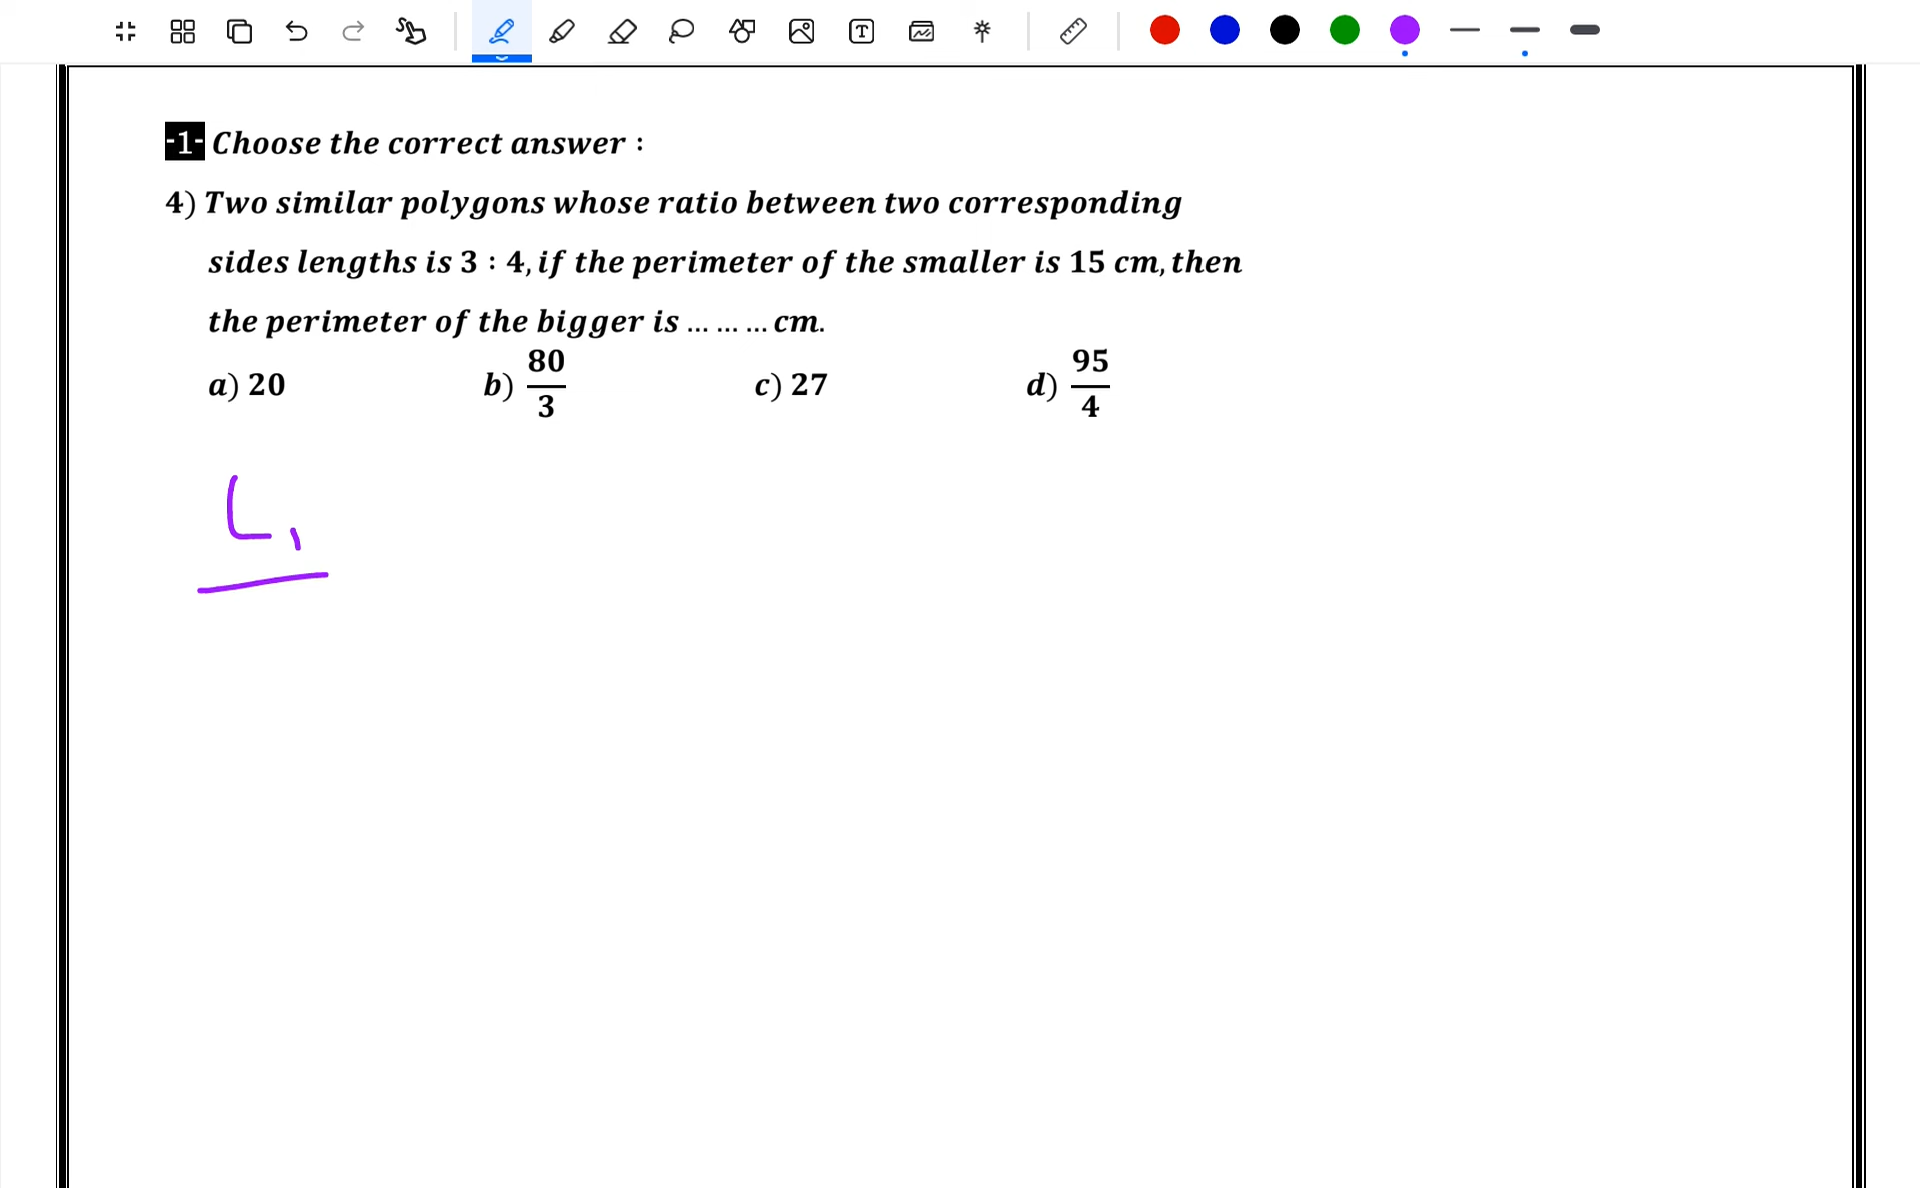 -1- Choose the correct answer :
4) Two similar polygons whose ratio between two corresponding
sides lengths is 3 : 4, if the perimeter of the smaller is 15 cm, then
the perimeter of the bigger is ... ... ... cm.
a) 20 b) 80/3 c) 27 d) 95/4
L₁